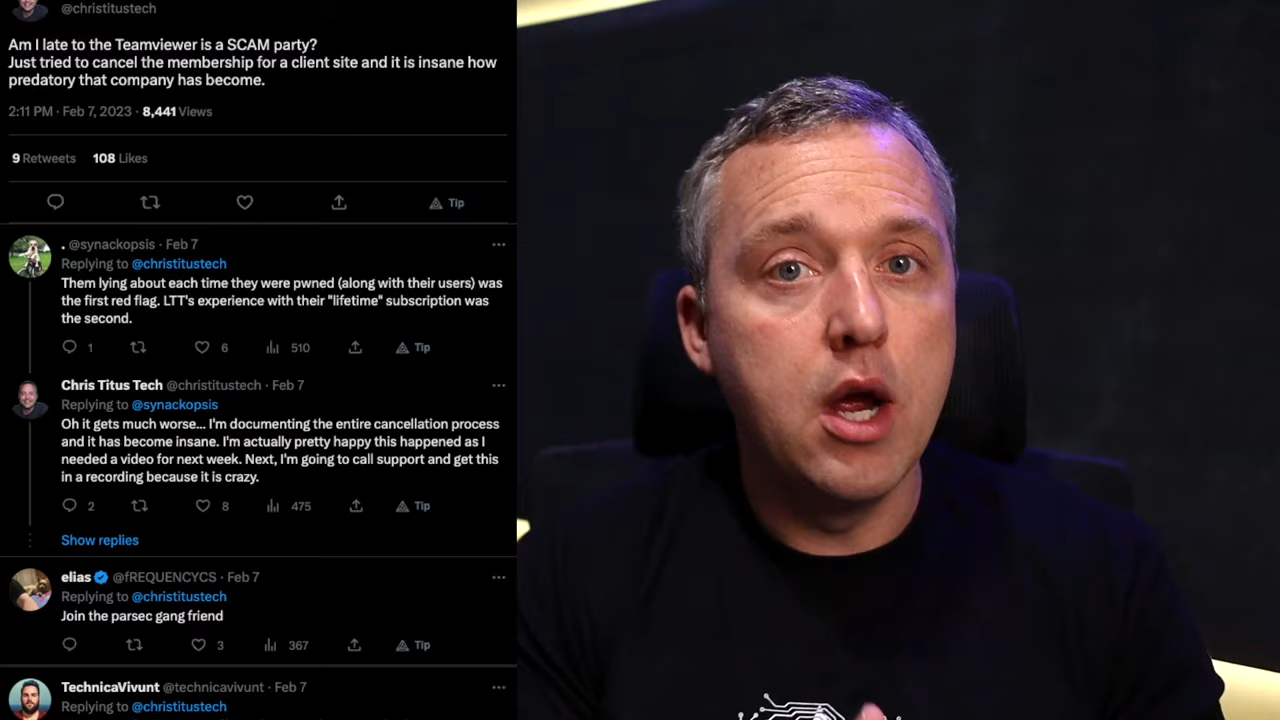 @christitustech
Am I late to the Teamviewer is a SCAM party?
Just tried to cancel the membership for a client site and it is insane how
predatory that company has become.
2:11 PM · Feb 7, 2023 · 8,441 Views
9 Retweets 108 Likes
Tip
. @synackopsis · Feb 7
Replying to @christitustech
Them lying about each time they were pwned (along with their users) was
the first red flag. LTT's experience with their "lifetime" subscription was
the second.
1 6 510 Tip
Chris Titus Tech @christitustech · Feb 7
Replying to @synackopsis
Oh it gets much worse... I'm documenting the entire cancellation process
and it has become insane. I'm actually pretty happy this happened as I
needed a video for next week. Next, I'm going to call support and get this
in a recording because it is crazy.
2 8 475 Tip
Show replies
elias @fREQUENCYCS · Feb 7
Replying to @christitustech
Join the parsec gang friend
3 367 Tip
TechnicaVivunt @technicavivunt · Feb 7
Replying to @christitustech